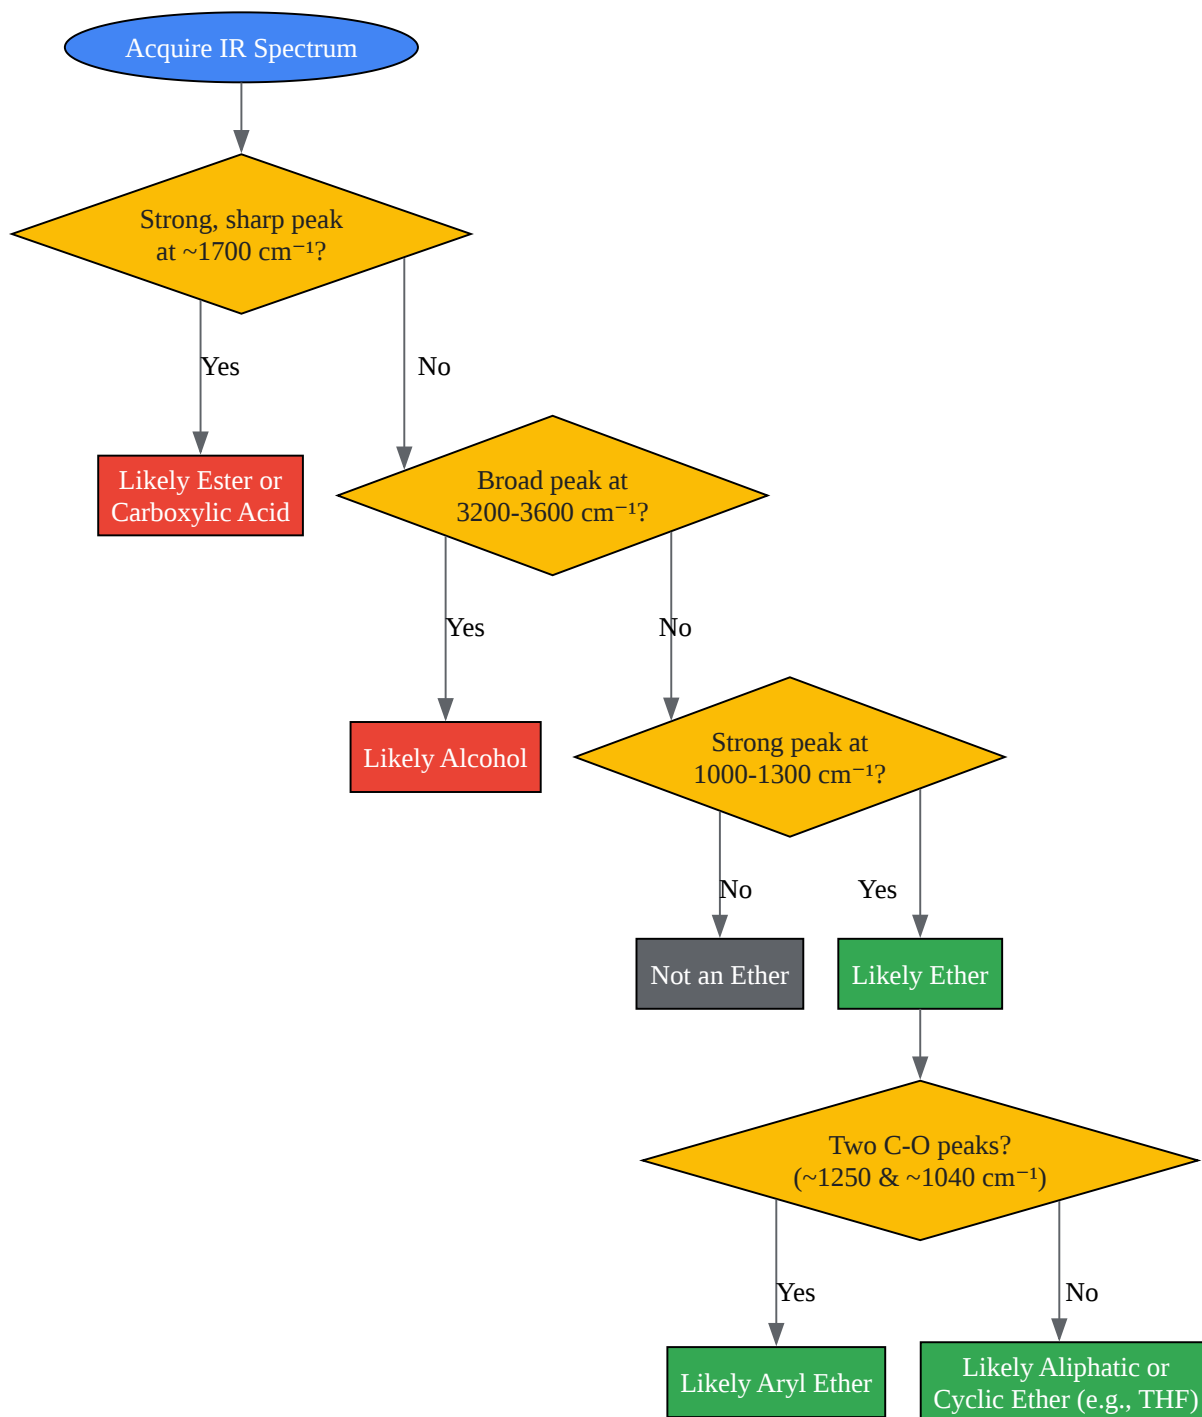 Acquire IR Spectrum
Strong, sharp peak
at ~1700 cm⁻¹?
Yes
No
Likely Ester or
Carboxylic Acid
Broad peak at
3200-3600 cm⁻¹?
Yes
No
Likely Alcohol
Strong peak at
1000-1300 cm⁻¹?
No
Yes
Not an Ether
Likely Ether
Two C-O peaks?
(~1250 & ~1040 cm⁻¹)
Yes
No
Likely Aryl Ether
Likely Aliphatic or
Cyclic Ether (e.g., THF)